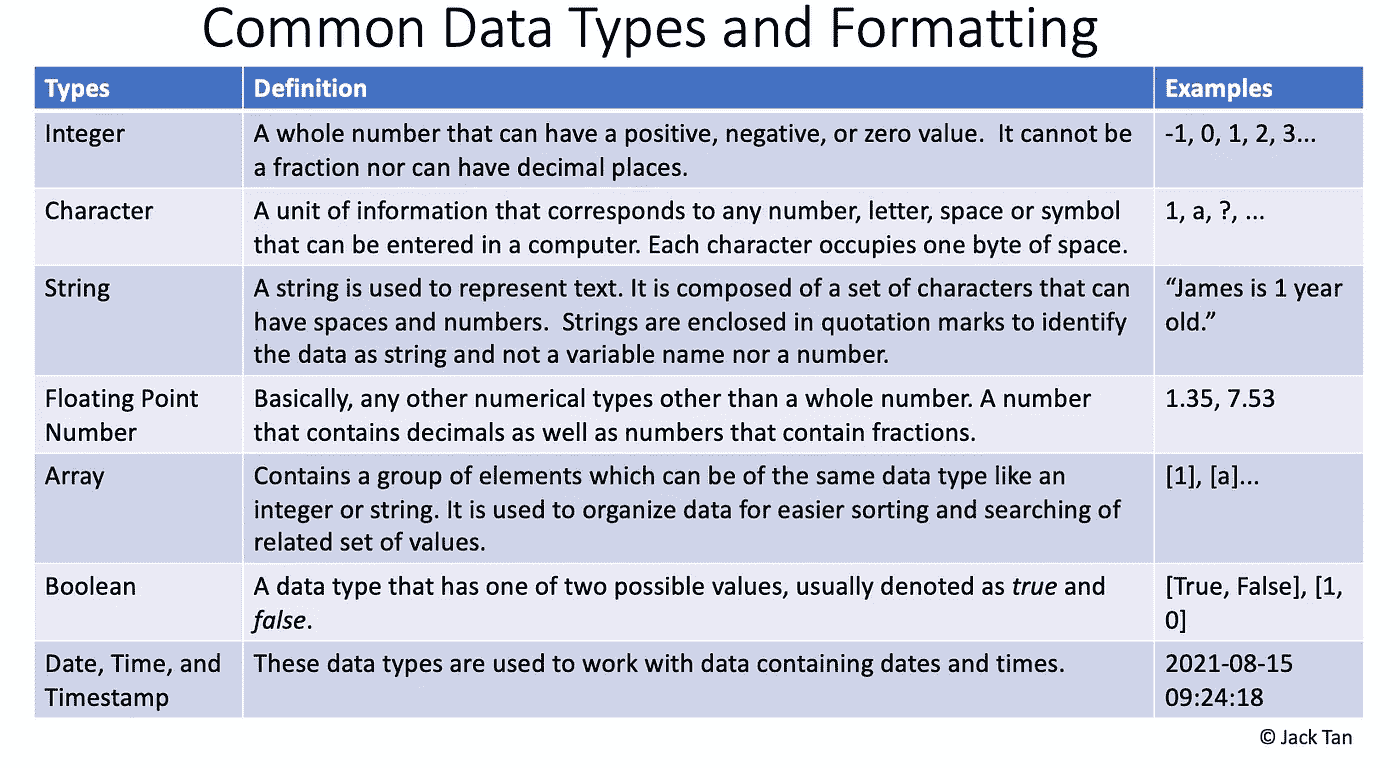 Common Data Types and Formatting
Types
Definition
Examples
Integer
A whole number that can have a positive, negative, or zero value.  It cannot be
a fraction nor can have decimal places.
-1, 0, 1, 2, 3...
Character
A unit of information that corresponds to any number, letter, space or symbol
that can be entered in a computer. Each character occupies one byte of space.
1, a, ?, ...
String
A string is used to represent text. It is composed of a set of characters that can
have spaces and numbers.  Strings are enclosed in quotation marks to identify
the data as string and not a variable name nor a number.
“James is 1 year
old.”
Floating Point
Number
Basically, any other numerical types other than a whole number. A number
that contains decimals as well as numbers that contain fractions.
1.35, 7.53
Array
Contains a group of elements which can be of the same data type like an
integer or string. It is used to organize data for easier sorting and searching of
related set of values.
[1], [a]...
Boolean
A data type that has one of two possible values, usually denoted as true and
false.
[True, False], [1,
0]
Date, Time, and
Timestamp
These data types are used to work with data containing dates and times.
2021-08-15
09:24:18
© Jack Tan